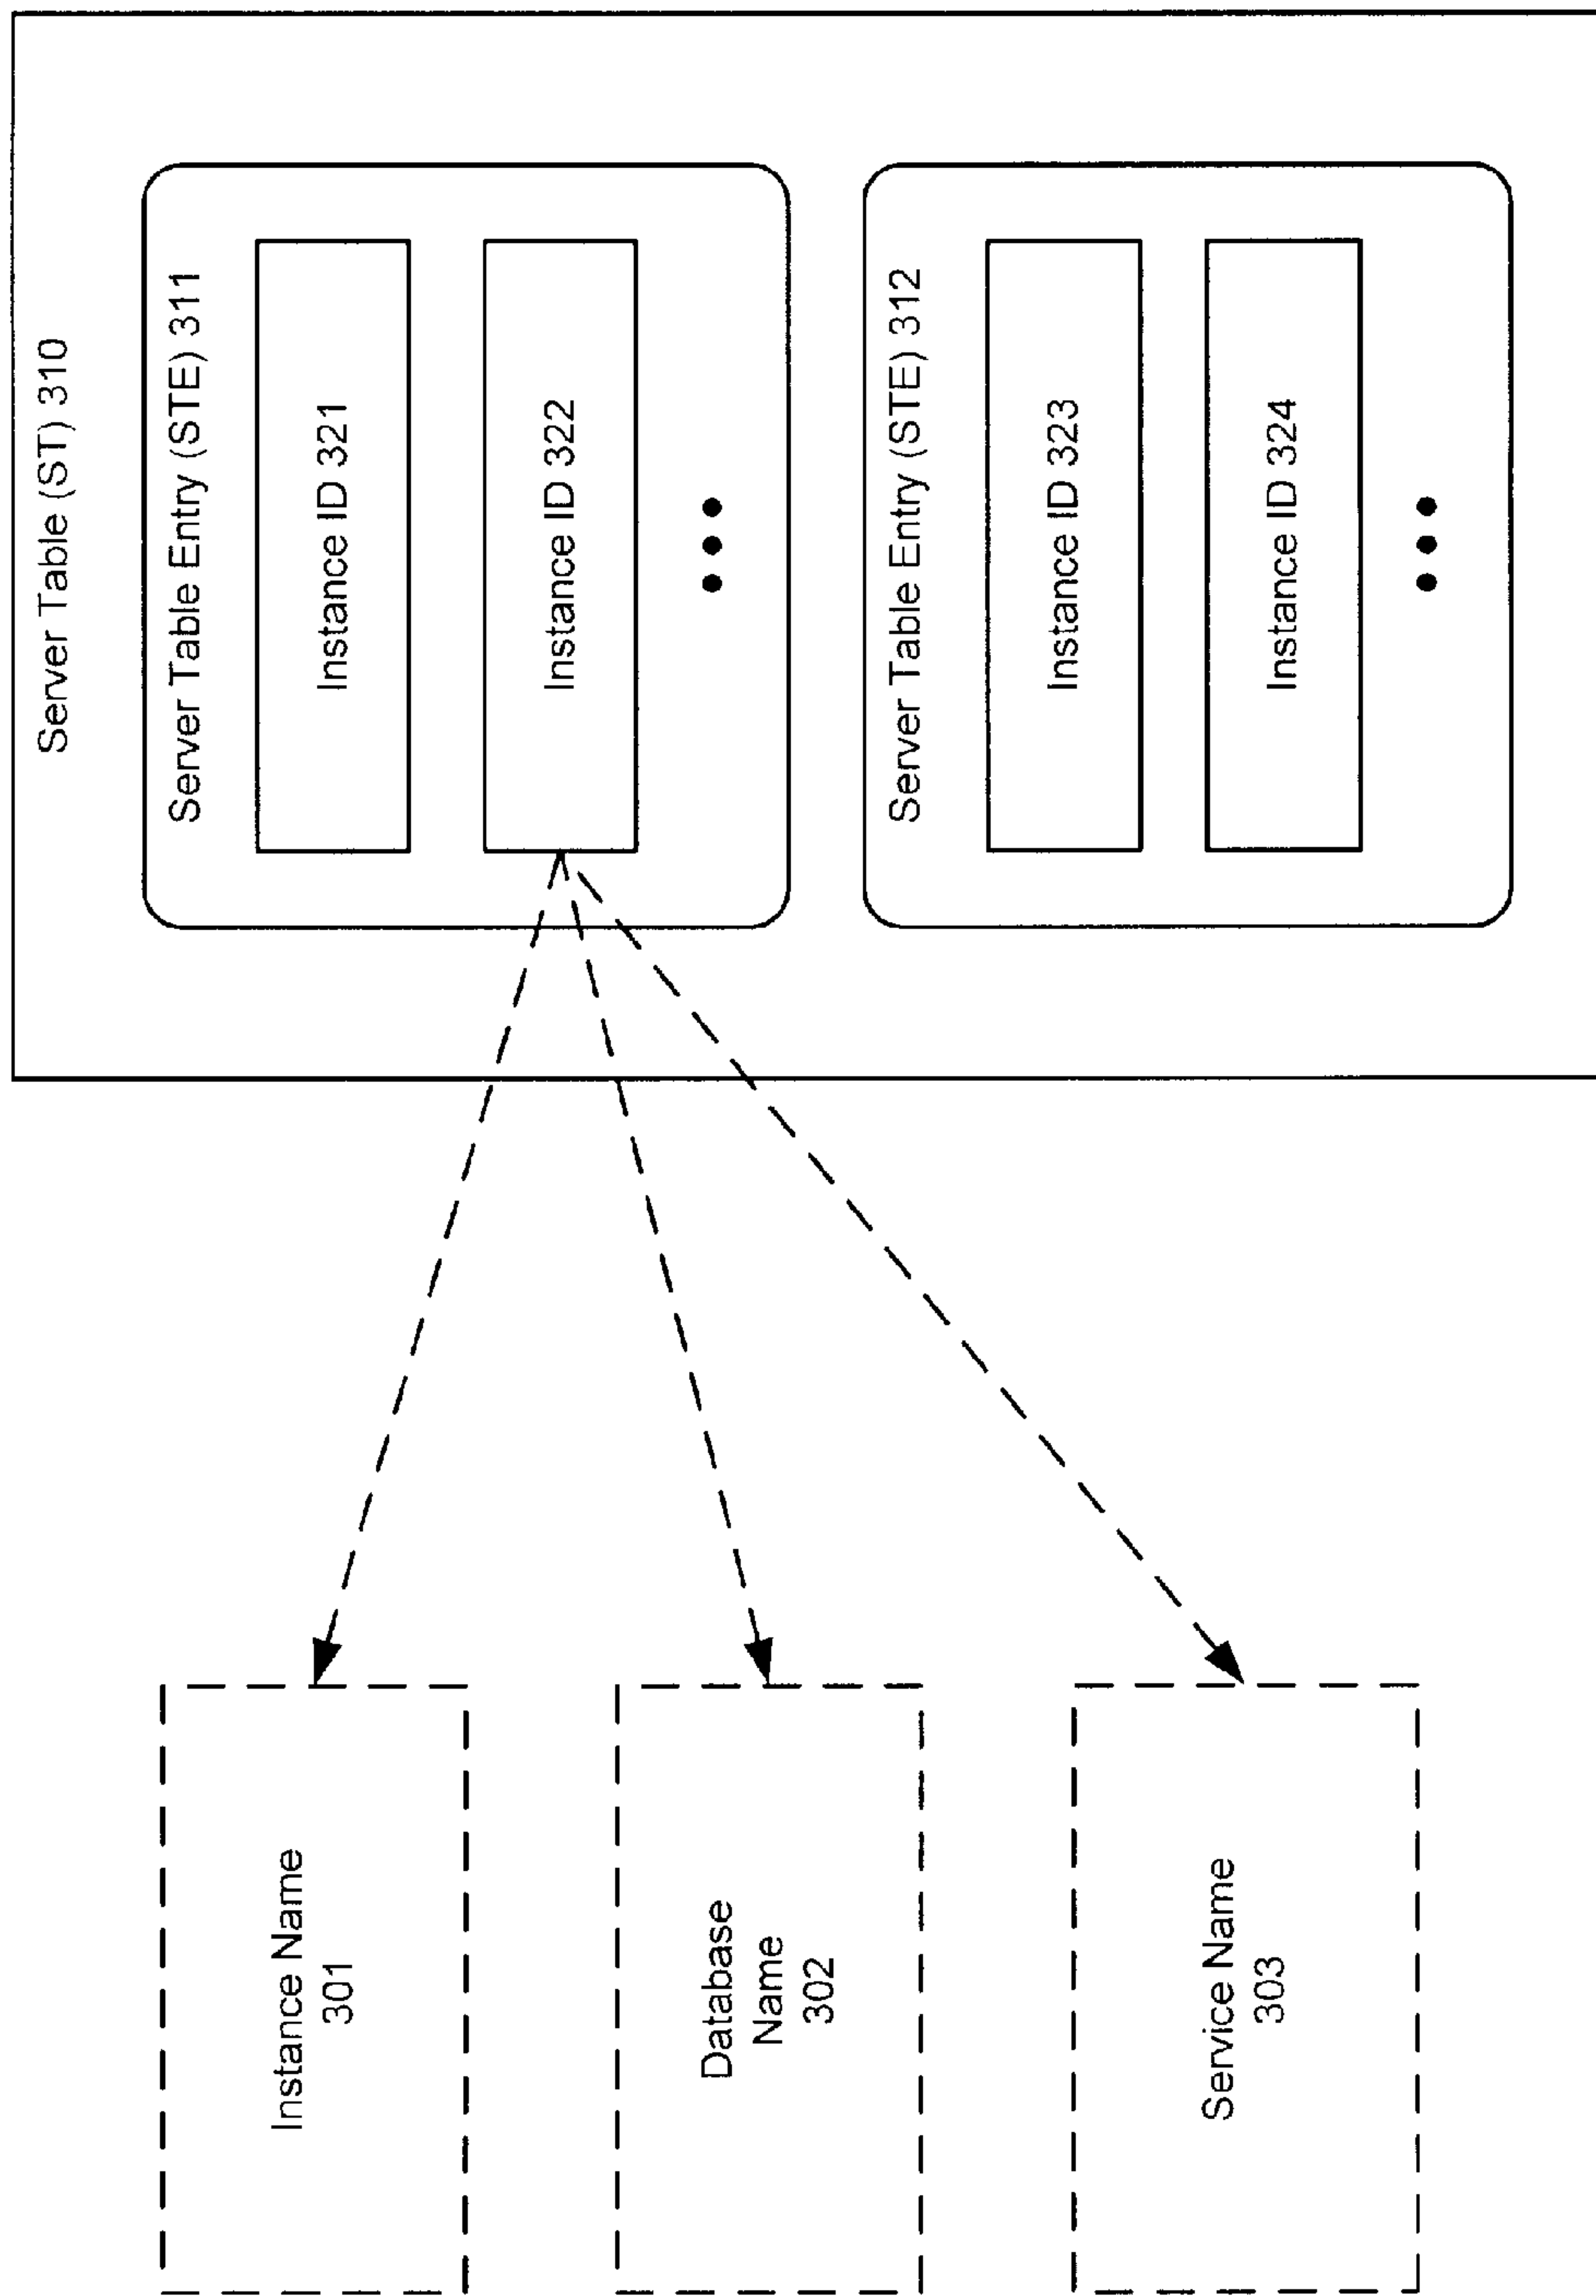 Server Table (ST) 310
Server Table Entry (STE) 311
Instance ID 321
Instance ID 322
Server Table Entry (STE) 312
Instance ID 323
Instance ID 324
Instance Name
301
Database
Name
302
Service Name
303